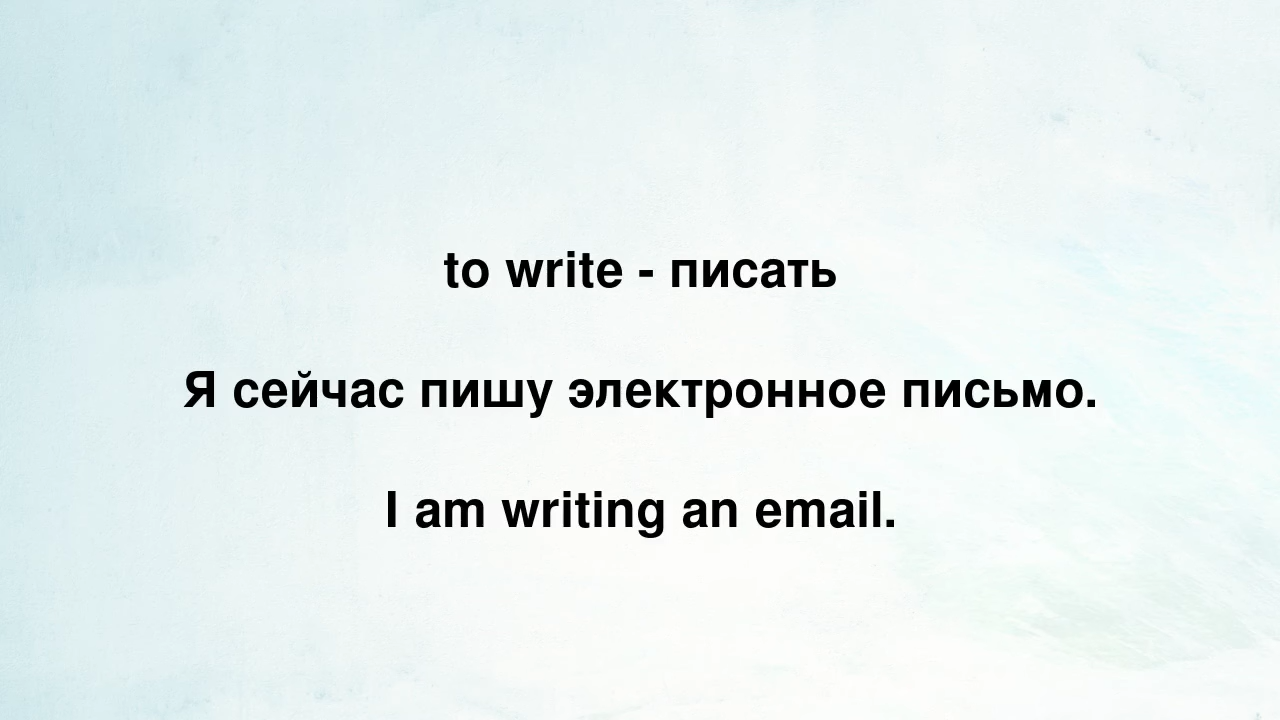 to write - писать
Я сейчас пишу электронное письмо.
I am writing an email.